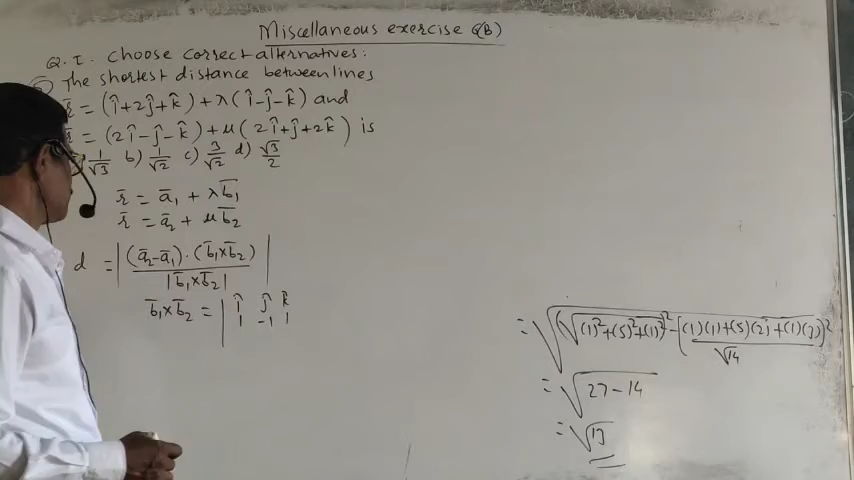 Miscellaneous exercise 6(B)
Q. I. Choose correct alternatives:
The shortest distance between lines
r̄ = (î+2ĵ+k̂) + λ(î-ĵ-k̂) and
r̄ = (2î-ĵ-k̂) + μ(2î+ĵ+2k̂) is
1/√3 b) 1/√2 c) 3/√2 d) √3/2
r̄ = ā₁ + λb̄₁
r̄ = ā₂ + μb̄₂
d = |(ā₂-ā₁)·(b̄₁×b̄₂) / |b̄₁×b̄₂||
b̄₁×b̄₂ = | î ĵ k̂
1 -1 1
= √((√(1)²+(5)²+(1)²)² - [(1)(1)+(5)(2)+(1)(3) / √14]²
= √27-14
= √13